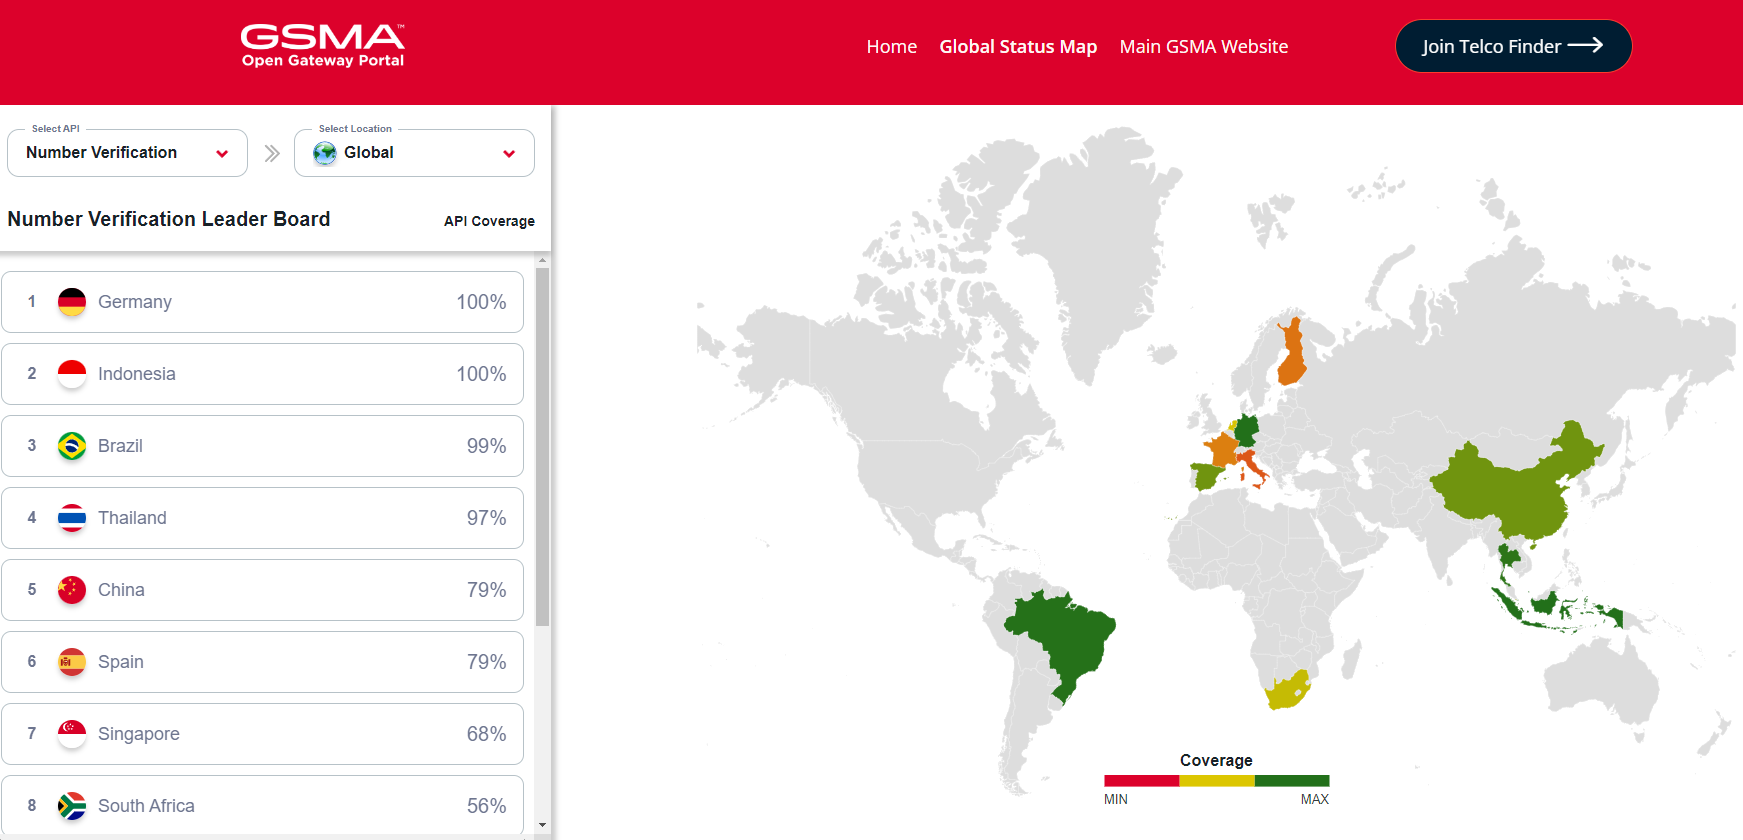 GSMA™
Open Gateway Portal
Home
Global Status Map
Main GSMA Website
Join Telco Finder
Select API
Number Verification
Select Location
Global
Number Verification Leader Board
API Coverage
1 Germany 100%
2 Indonesia 100%
3 Brazil 99%
4 Thailand 97%
5 China 79%
6 Spain 79%
7 Singapore 68%
8 South Africa 56%
Coverage
MIN MAX